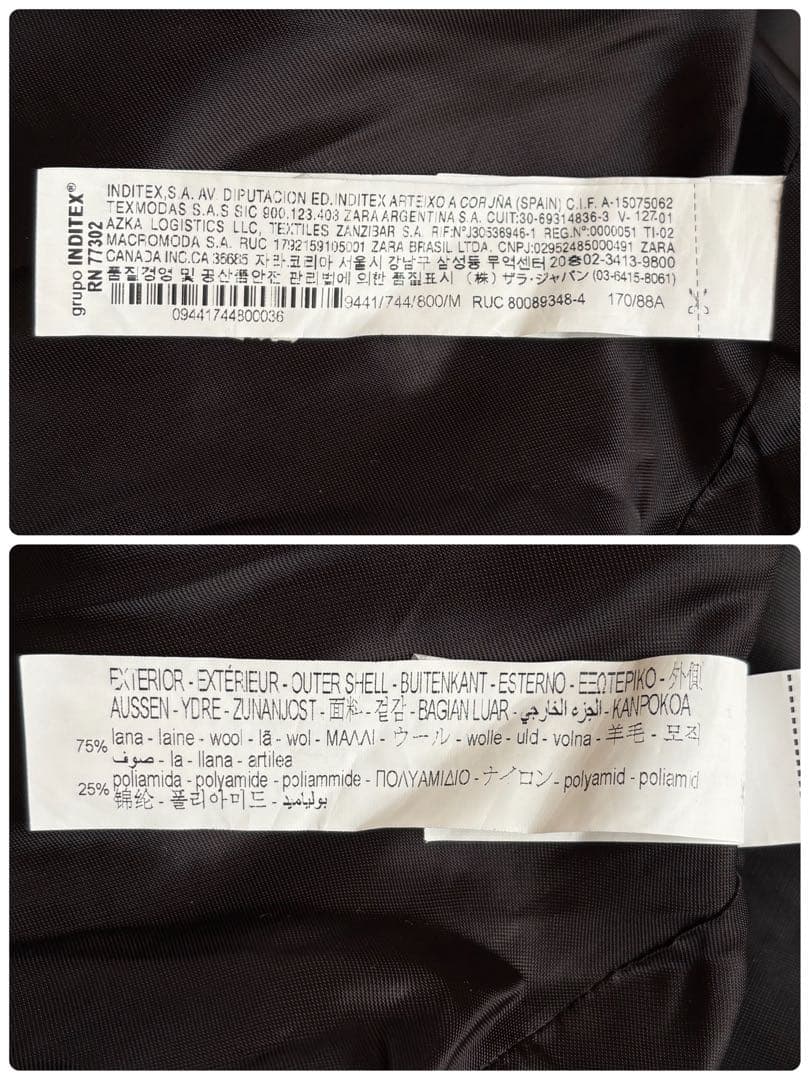 grupo INDITEX®
RN 77302
INDITEX,S.A. AV. DIPUTACION ED.INDITEX ARTEIXO A CORUÑA (SPAIN) C.I.F. A-15075062
TEXMODAS S.A.S SIC 900.123.408 ZARA ARGENTINA S.A. CUIT:30-69314836-3 V- 127.01
AZKA LOGISTICS LLC, TEXTILES ZANZIBAR S.A. RIF:NºJ30538946-1 REG.Nº:0000051 TI-02
MACROMODA S.A. RUC 1792159105001 ZARA BRASIL LTDA. CNPJ:02952485000491 ZARA
CANADA INC.CA 36685 자라코리아 서울시 강남구 삼성동 무역센터 20층02-3413-9800
품질경영 및 공산품안전 관리법에 의한 품질표시 (株) ザラ・ジャパン (03-6415-8061)
9441/744/800/M RUC 80089348-4 170/88A
09441744800036
EXTERIOR - EXTÉRIEUR - OUTER SHELL - BUITENKANT - ESTERNO - ΕΞΩΤΕΡΙΚΟ - 外側
AUSSEN - YDRE - ZUNANJOST - 面料 - 겉감 - BAGIAN LUAR - الجزء الخارجي - KANPOKOA
75% lana - laine - wool - lã - wol - ΜΑΛΛΙ - ウール - wolle - uld - volna - 羊毛 - 모직
صوف - la - llana - artilea
25% poliamida - polyamide - poliammide - ΠΟΛΥΑΜΙΔΙΟ - ナイロン - polyamid - poliamid
锦纶 - 폴리아미드 - بولياميد